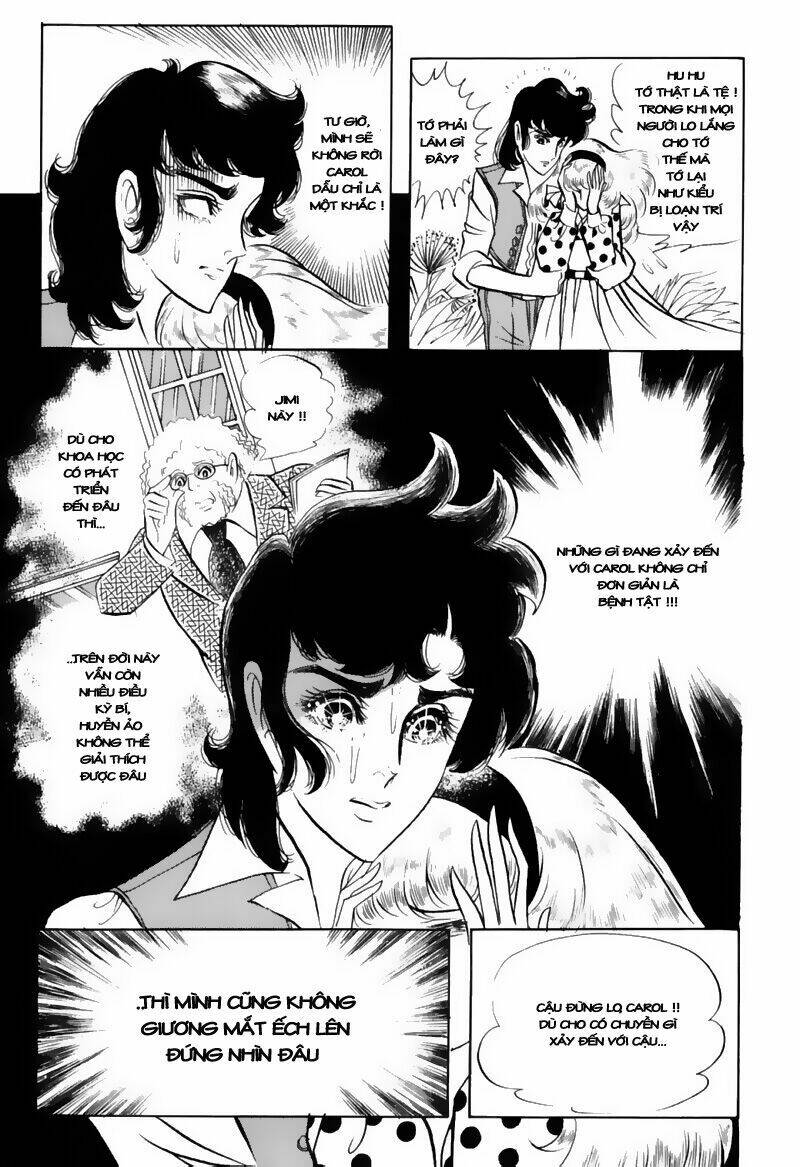 HU HU
TỚ THẬT LÀ TỆ !
TRONG KHI MỌI
NGƯỜI LO LẮNG
CHO TỚ
THẾ MÀ
TỚ LẠI
NHƯ KIỂU
BỊ LOẠN TRÍ
VẬY
TỚ PHẢI
LÀM GÌ
ĐÂY?
TƯ GIỜ,
MÌNH SẼ
KHÔNG RỜI
CAROL
DẪU CHỈ LÀ
MỘT KHẮC !
NHỮNG GÌ ĐANG XẢY ĐẾN
VỚI CAROL KHÔNG CHỈ
ĐƠN GIẢN LÀ
BỆNH TẬT !!!
JIMI
NÀY !!
DÙ CHO
KHOA HỌC
CÓ PHÁT
TRIỂN
ĐẾN ĐÂU
THÌ...
..TRÊN ĐỜI NÀY
VẪN CÒN
NHIỀU ĐIỀU
KỲ BÍ,
HUYỀN ẢO
KHÔNG THỂ
GIẢI THÍCH
ĐƯỢC ĐÂU
CẬU ĐỪNG LO, CAROL !!
DÙ CHO CÓ CHUYỀN GÌ
XẢY ĐẾN VỚI CẬU...
..THÌ MÌNH CŨNG KHÔNG
GIƯƠNG MẮT ẾCH LÊN
ĐỨNG NHÌN ĐÂU